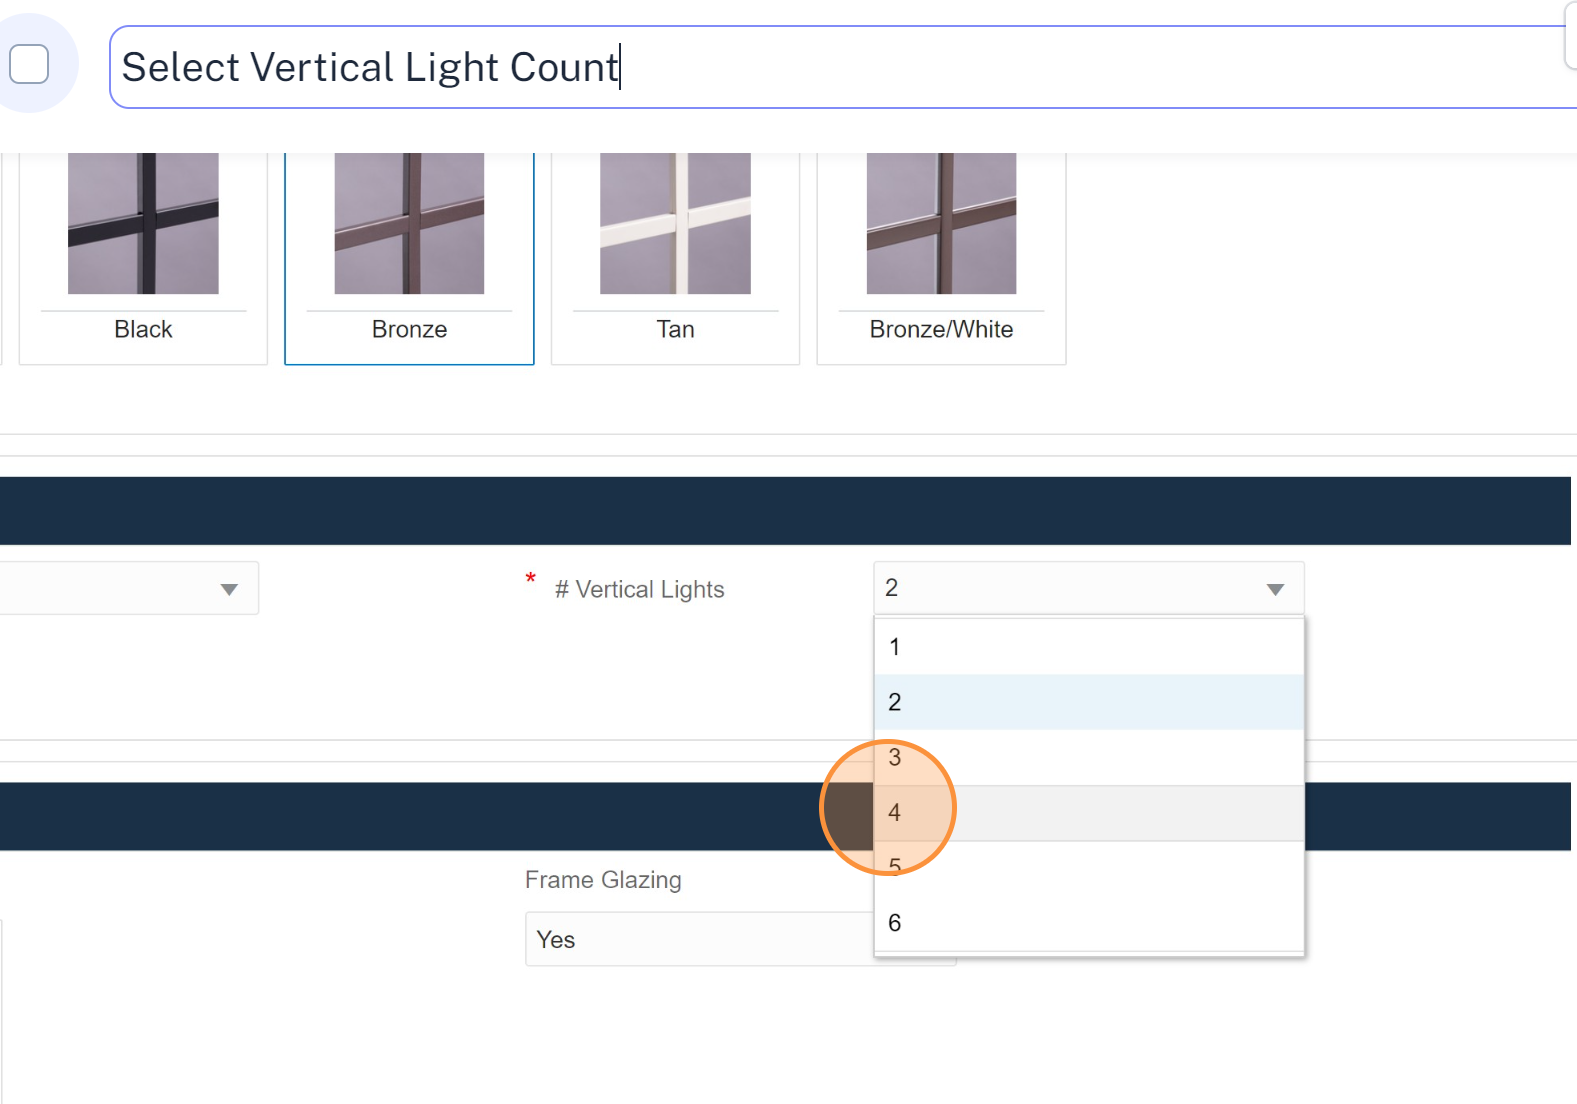 Select Vertical Light Count
Black
Bronze
Tan
Bronze/White
* # Vertical Lights
2
1
2
3
4
5
6
Frame Glazing
Yes